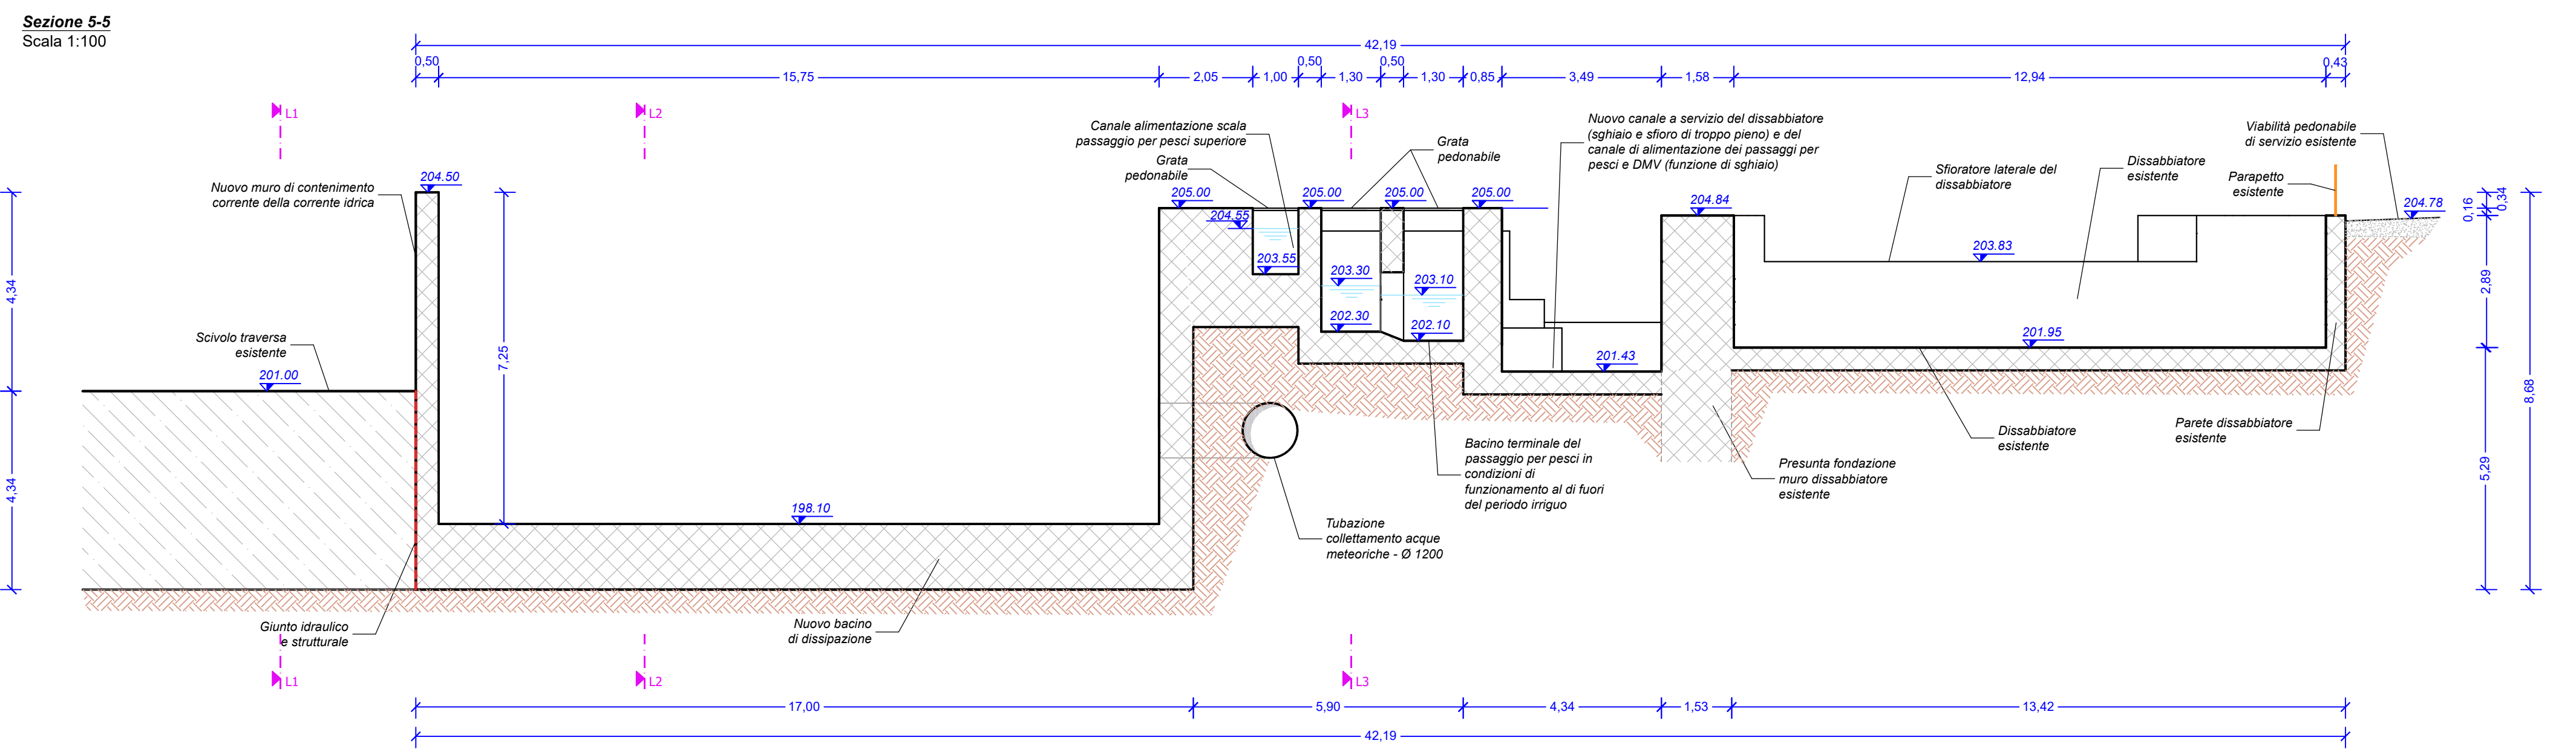 Sezione 5-5
Scala 1:100
42,19
0,50
15,75
2,05
1,00
0,50
1,30
0,50
1,30
0,85
3,49
1,58
12,94
0,43
L1
L2
L3
Nuovo muro di contenimento
corrente della corrente idrica
204.50
Canale alimentazione scala
passaggio per pesci superiore
Grata
pedonabile
Grata
pedonabile
Nuovo canale a servizio del dissabbiatore
(sghiaio e sfioro di troppo pieno) e del
canale di alimentazione dei passaggi per
pesci e DMV (funzione di sghiaio)
Sfioratore laterale del
dissabbiatore
Dissabbiatore
esistente
Viabilità pedonabile
di servizio esistente
Parapetto
esistente
205.00
205.00
205.00
205.00
204.84
204.78
204.55
203.55
203.30
203.10
202.30
202.10
203.83
201.95
201.43
0,16
0,34
2,89
8,68
5,29
4,34
4,34
7,25
Scivolo traversa
esistente
201.00
198.10
Giunto idraulico
e strutturale
Nuovo bacino
di dissipazione
Tubazione
collettamento acque
meteoriche - Ø 1200
Bacino terminale del
passaggio per pesci in
condizioni di
funzionamento al di fuori
del periodo irriguo
Presunta fondazione
muro dissabbiatore
esistente
Dissabbiatore
esistente
Parete dissabbiatore
esistente
L1
L2
L3
17,00
5,90
4,34
1,53
13,42
42,19